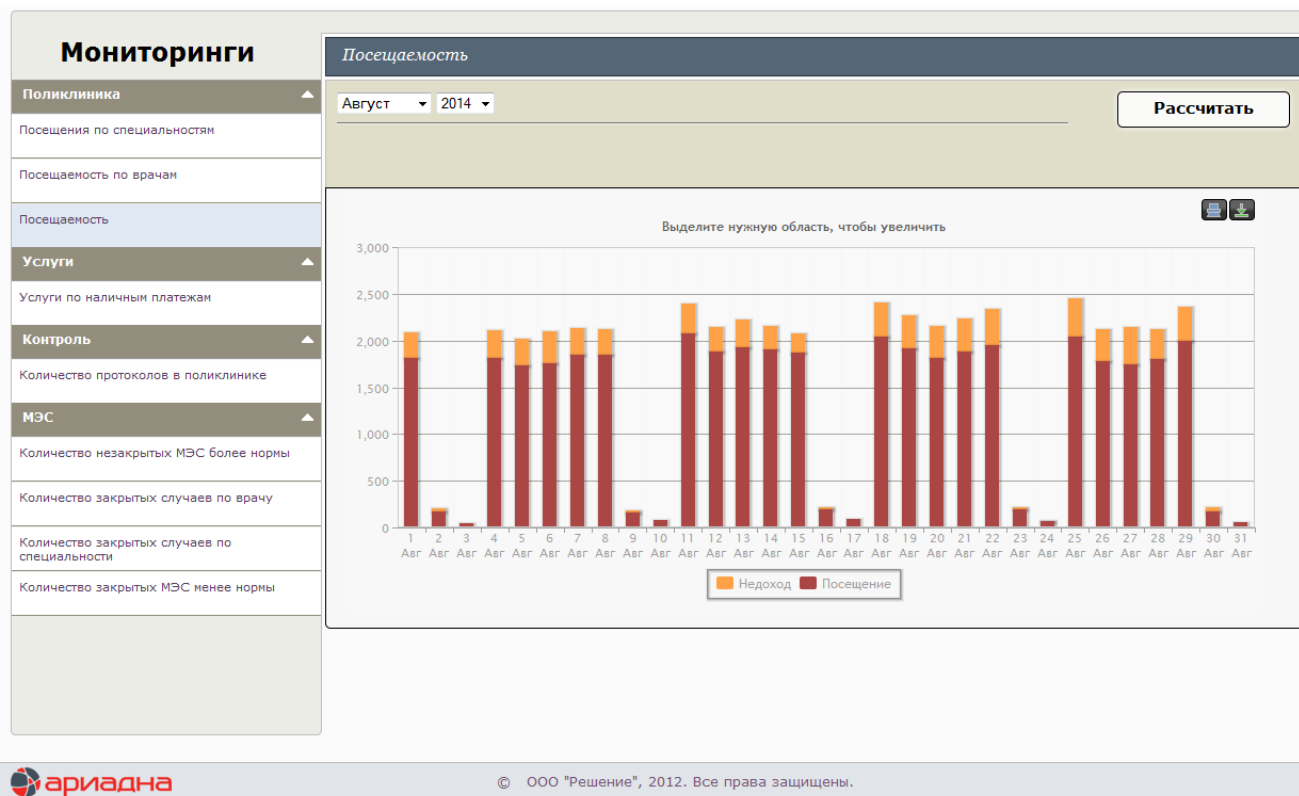 Мониторинги
Поликлиника
Посещения по специальностям
Посещаемость по врачам
Посещаемость
Услуги
Услуги по наличным платежам
Контроль
Количество протоколов в поликлинике
МЭС
Количество незакрытых МЭС более нормы
Количество закрытых случаев по врачу
Количество закрытых случаев по
специальности
Количество закрытых МЭС менее нормы
Посещаемость
Август 2014
Рассчитать
Выделите нужную область, чтобы увеличить
3,000
2,500
2,000
1,500
1,000
500
0
1 2 3 4 5 6 7 8 9 10 11 12 13 14 15 16 17 18 19 20 21 22 23 24 25 26 27 28 29 30 31
Авг Авг Авг Авг Авг Авг Авг Авг Авг Авг Авг Авг Авг Авг Авг Авг Авг Авг Авг Авг Авг Авг Авг Авг Авг Авг Авг Авг Авг Авг Авг
Недоход Посещение
ариадна
© ООО "Решение", 2012. Все права защищены.